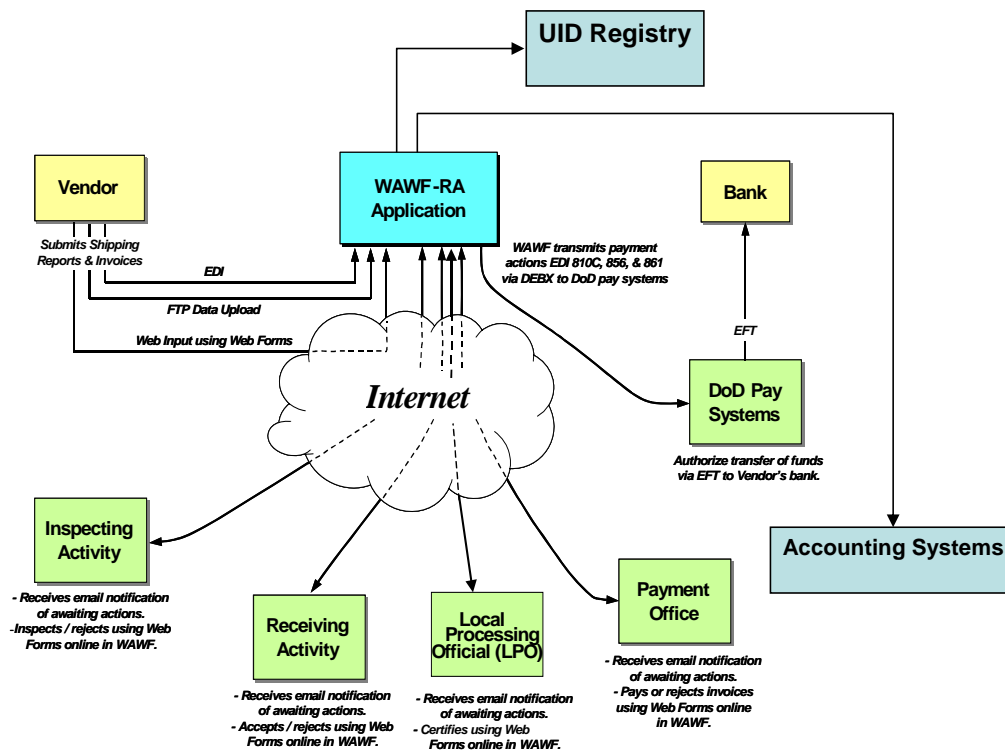 UID Registry
Vendor
Submits Shipping
Reports & Invoices
WAWF-RA
Application
Bank
EDI
FTP Data Upload
Web Input using Web Forms
WAWF transmits payment
actions EDI 810C, 856, & 861
via DEBX to DoD pay systems
EFT
Internet
DoD Pay
Systems
Authorize transfer of funds
via EFT to Vendor's bank.
Accounting Systems
Inspecting
Activity
- Receives email notification
of awaiting actions.
-Inspects / rejects using Web
Forms online in WAWF.
Receiving
Activity
- Receives email notification
of awaiting actions.
- Accepts / rejects using Web
Forms online in WAWF.
Local
Processing
Official (LPO)
- Receives email notification
of awaiting actions.
- Certifies using Web
Forms online in WAWF.
Payment
Office
- Receives email notification
of awaiting actions.
- Pays or rejects invoices
using Web Forms online
in WAWF.